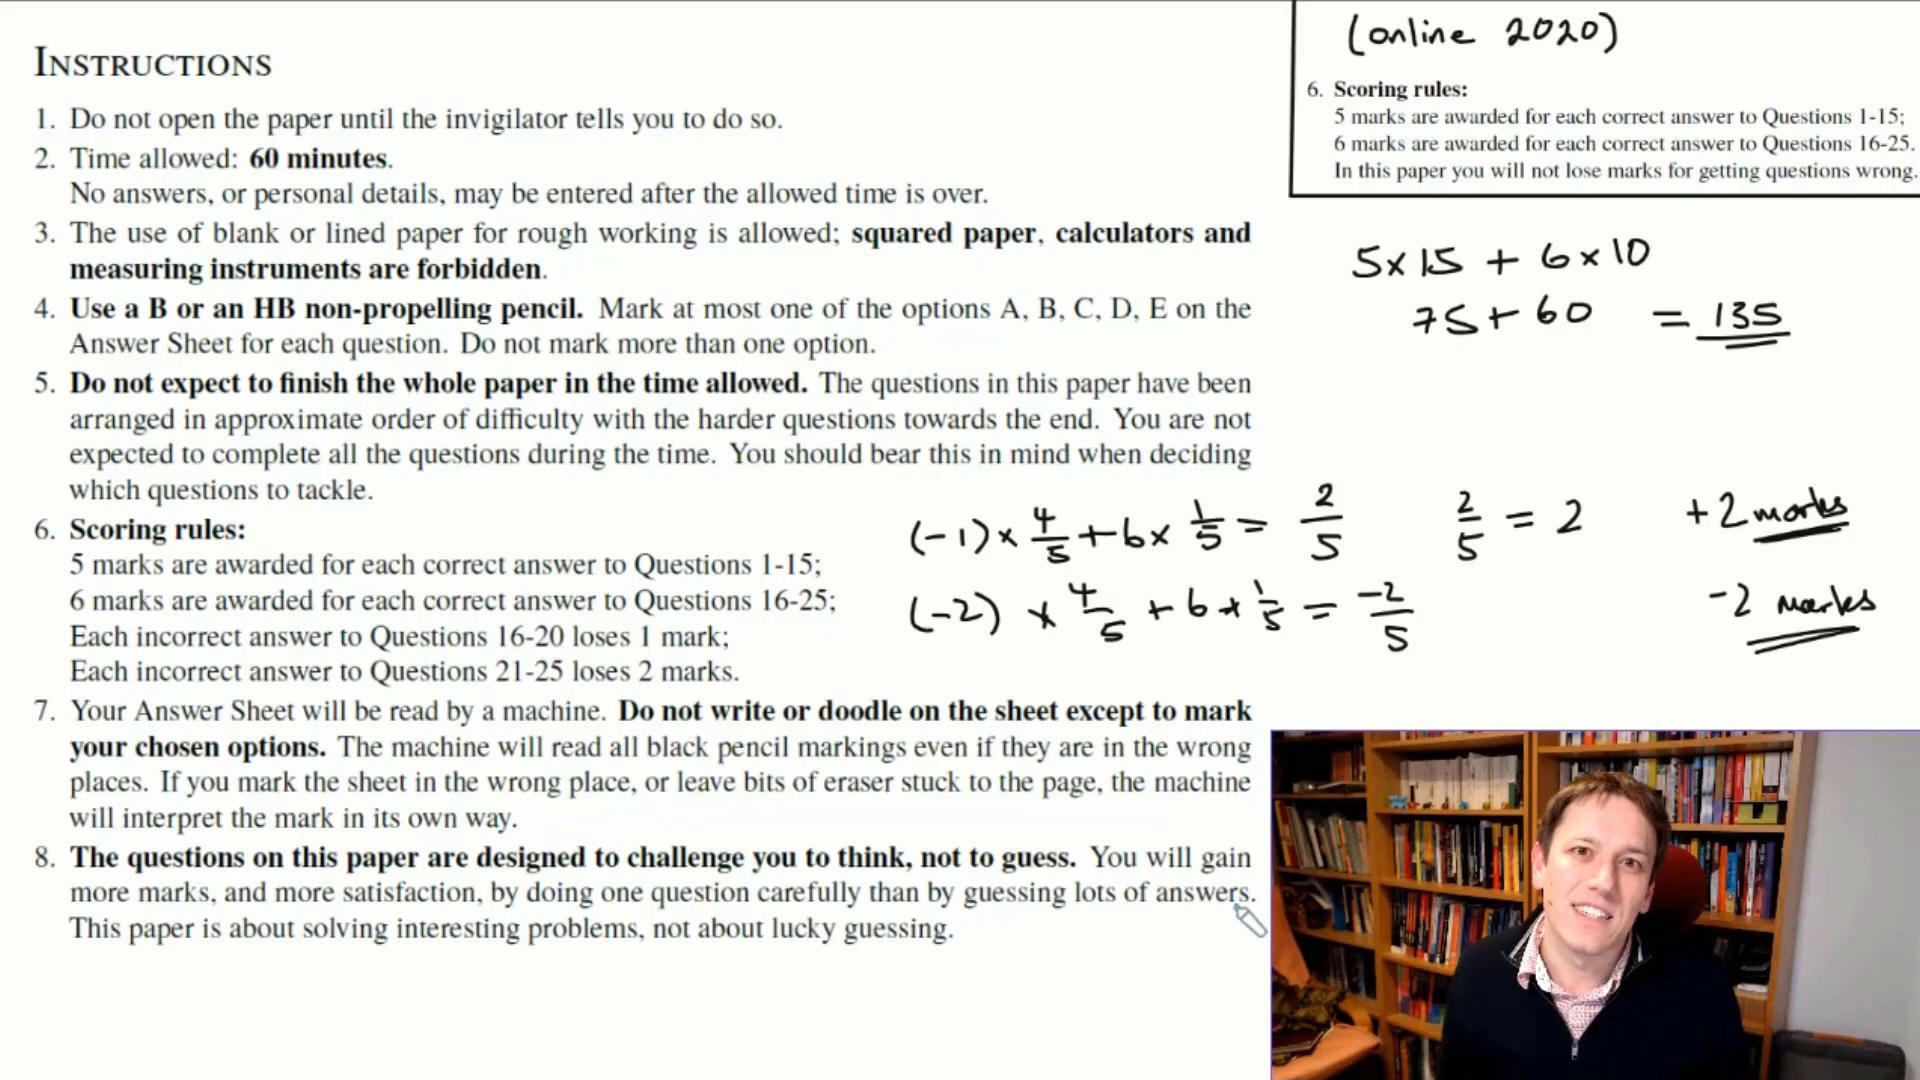 INSTRUCTIONS
1. Do not open the paper until the invigilator tells you to do so.
2. Time allowed: 60 minutes.
No answers, or personal details, may be entered after the allowed time is over.
3. The use of blank or lined paper for rough working is allowed; squared paper, calculators and
measuring instruments are forbidden.
4. Use a B or an HB non-propelling pencil. Mark at most one of the options A, B, C, D, E on the
Answer Sheet for each question. Do not mark more than one option.
5. Do not expect to finish the whole paper in the time allowed. The questions in this paper have been
arranged in approximate order of difficulty with the harder questions towards the end. You are not
expected to complete all the questions during the time. You should bear this in mind when deciding
which questions to tackle.
6. Scoring rules:
5 marks are awarded for each correct answer to Questions 1-15;
6 marks are awarded for each correct answer to Questions 16-25;
Each incorrect answer to Questions 16-20 loses 1 mark;
Each incorrect answer to Questions 21-25 loses 2 marks.
7. Your Answer Sheet will be read by a machine. Do not write or doodle on the sheet except to mark
your chosen options. The machine will read all black pencil markings even if they are in the wrong
places. If you mark the sheet in the wrong place, or leave bits of eraser stuck to the page, the machine
will interpret the mark in its own way.
8. The questions on this paper are designed to challenge you to think, not to guess. You will gain
more marks, and more satisfaction, by doing one question carefully than by guessing lots of answers.
This paper is about solving interesting problems, not about lucky guessing.
(online 2020)
6. Scoring rules:
5 marks are awarded for each correct answer to Questions 1-15;
6 marks are awarded for each correct answer to Questions 16-25.
In this paper you will not lose marks for getting questions wrong.
5×15 + 6×10
75+60 = 135
(-1)× 4/5 + 6× 1/5 = 2/5 2/5 = 2 +2 marks
(-2) × 4/5 + 6 × 1/5 = -2/5 -2 marks